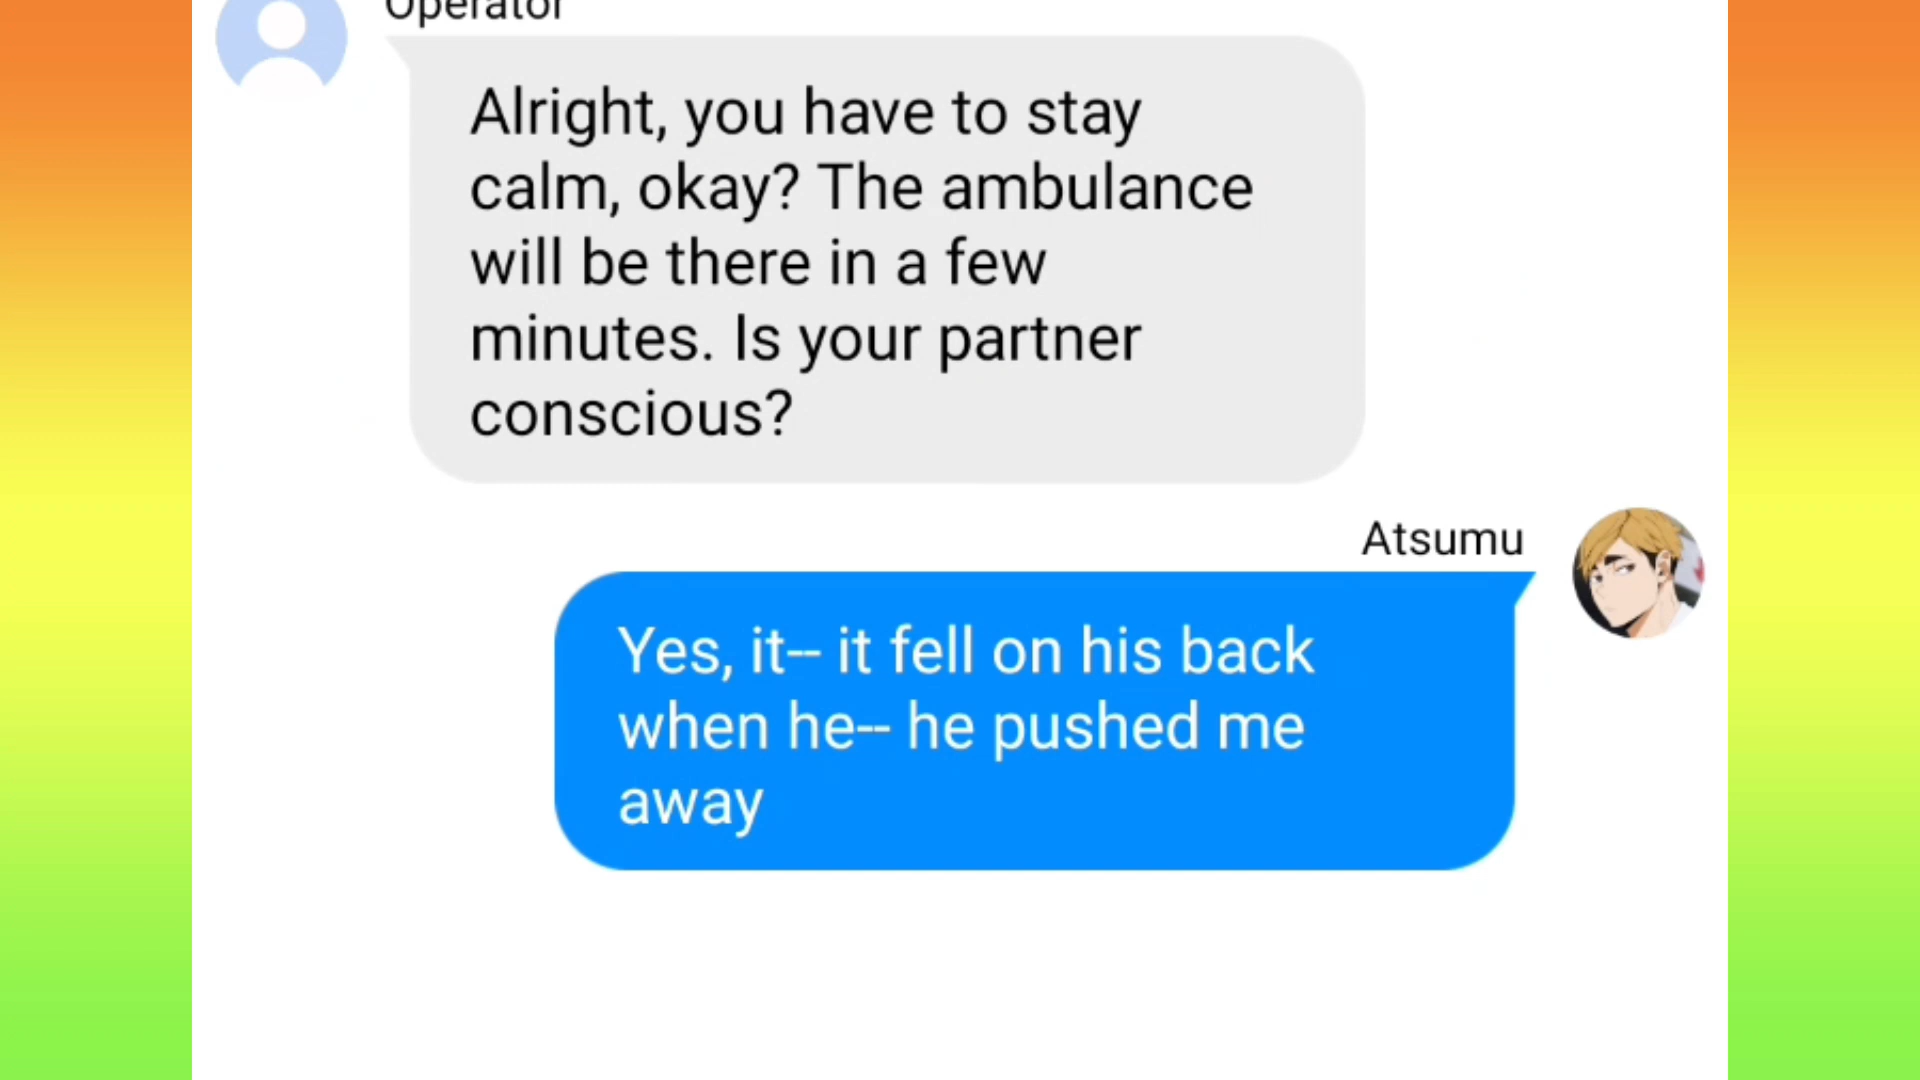 Operator
Alright, you have to stay
calm, okay? The ambulance
will be there in a few
minutes. Is your partner
conscious?
Atsumu
Yes, it-- it fell on his back
when he-- he pushed me
away